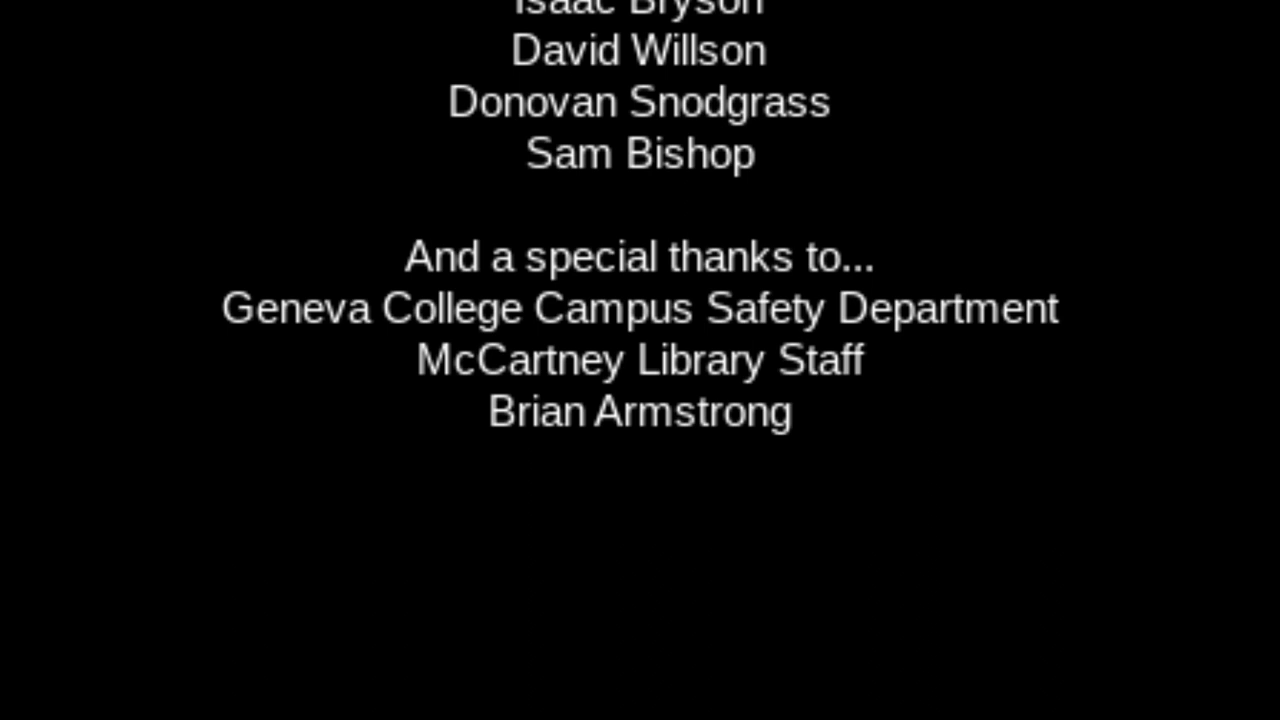 Isaac Bryson
David Willson
Donovan Snodgrass
Sam Bishop
And a special thanks to...
Geneva College Campus Safety Department
McCartney Library Staff
Brian Armstrong